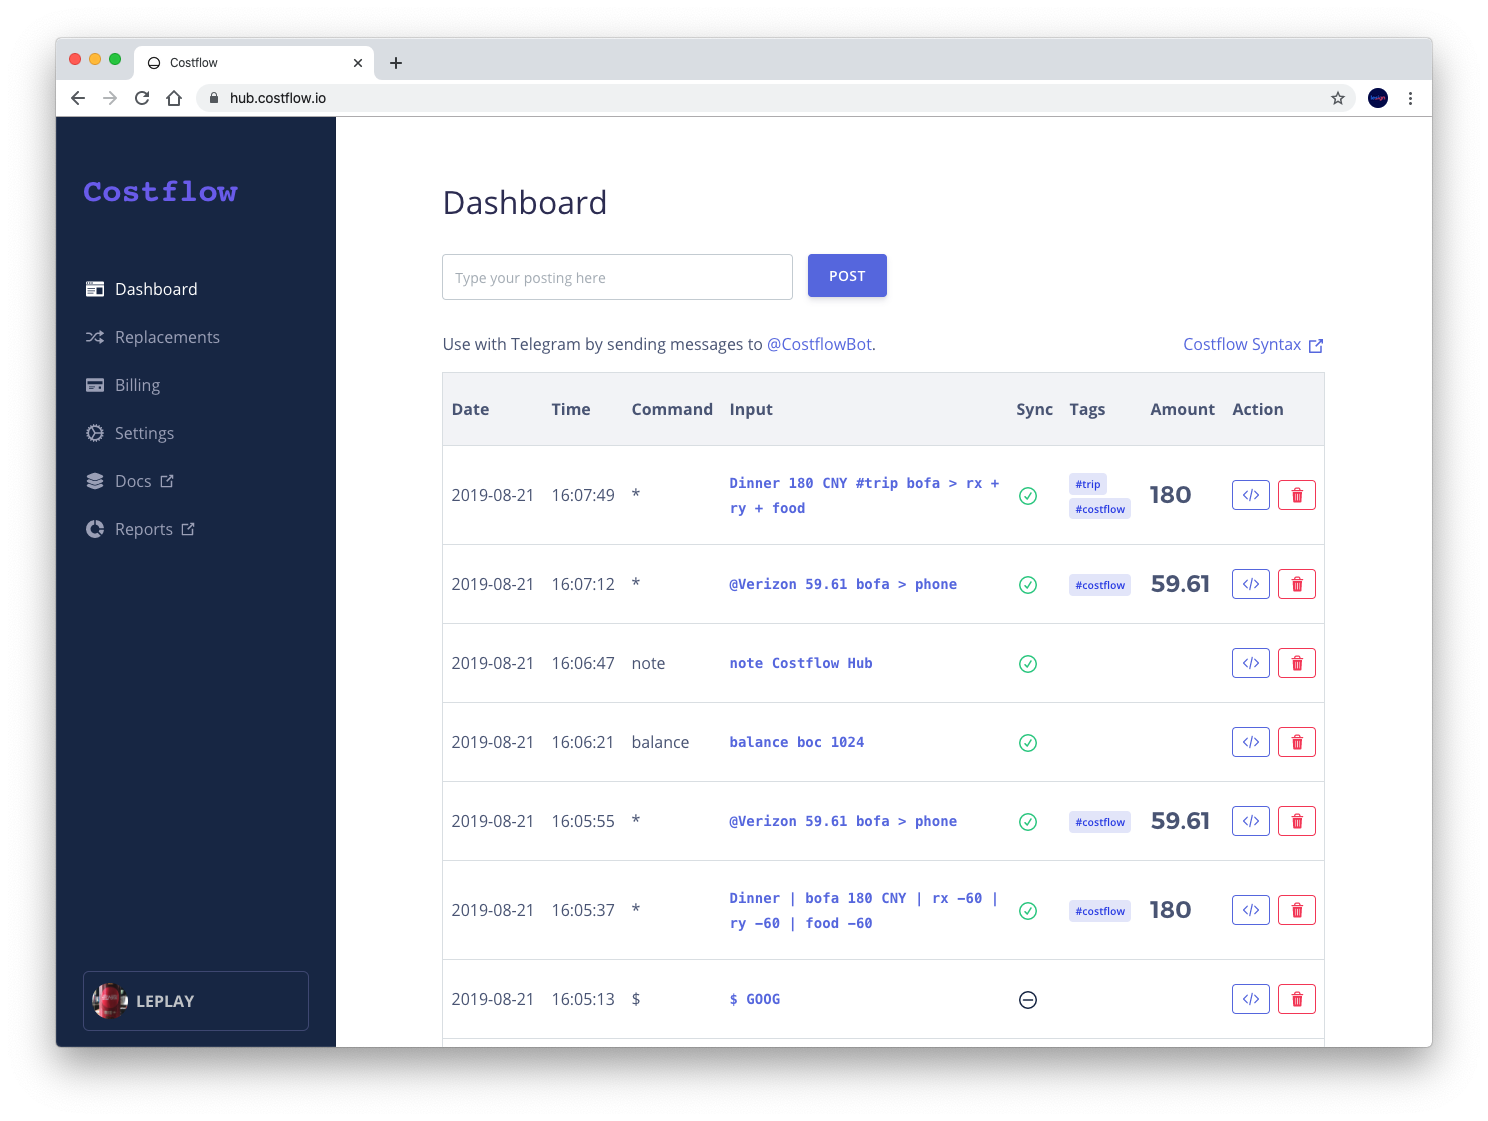 Costflow
hub.costflow.io
Costflow
Dashboard
Replacements
Billing
Settings
Docs
Reports
LEPLAY
Dashboard
Type your posting here
POST
Use with Telegram by sending messages to @CostflowBot.
Costflow Syntax
Date Time Command Input Sync Tags Amount Action
2019-08-21 16:07:49 * Dinner 180 CNY #trip bofa > rx + #trip 180 </>
ry + food #costflow
2019-08-21 16:07:12 * @Verizon 59.61 bofa > phone #costflow 59.61 </>
2019-08-21 16:06:47 note note Costflow Hub </>
2019-08-21 16:06:21 balance balance boc 1024 </>
2019-08-21 16:05:55 * @Verizon 59.61 bofa > phone #costflow 59.61 </>
2019-08-21 16:05:37 * Dinner | bofa 180 CNY | rx -60 | #costflow 180 </>
ry -60 | food -60
2019-08-21 16:05:13 $ $ GOOG </>